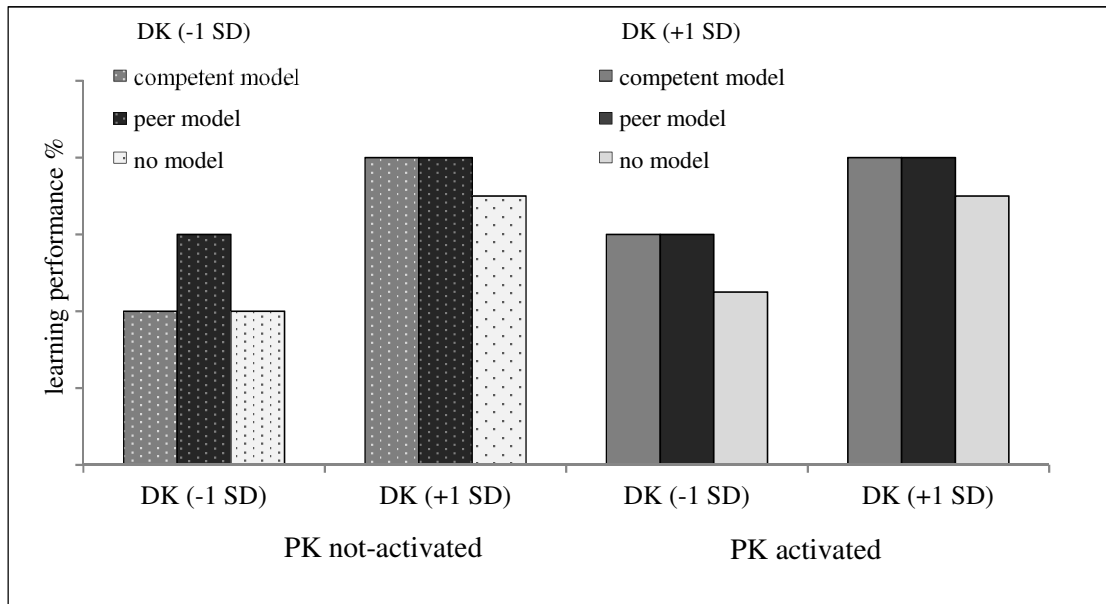 DK (-1 SD)
competent model
peer model
no model
DK (+1 SD)
competent model
peer model
no model
learning performance %
DK (-1 SD)
DK (+1 SD)
DK (-1 SD)
DK (+1 SD)
PK not-activated
PK activated